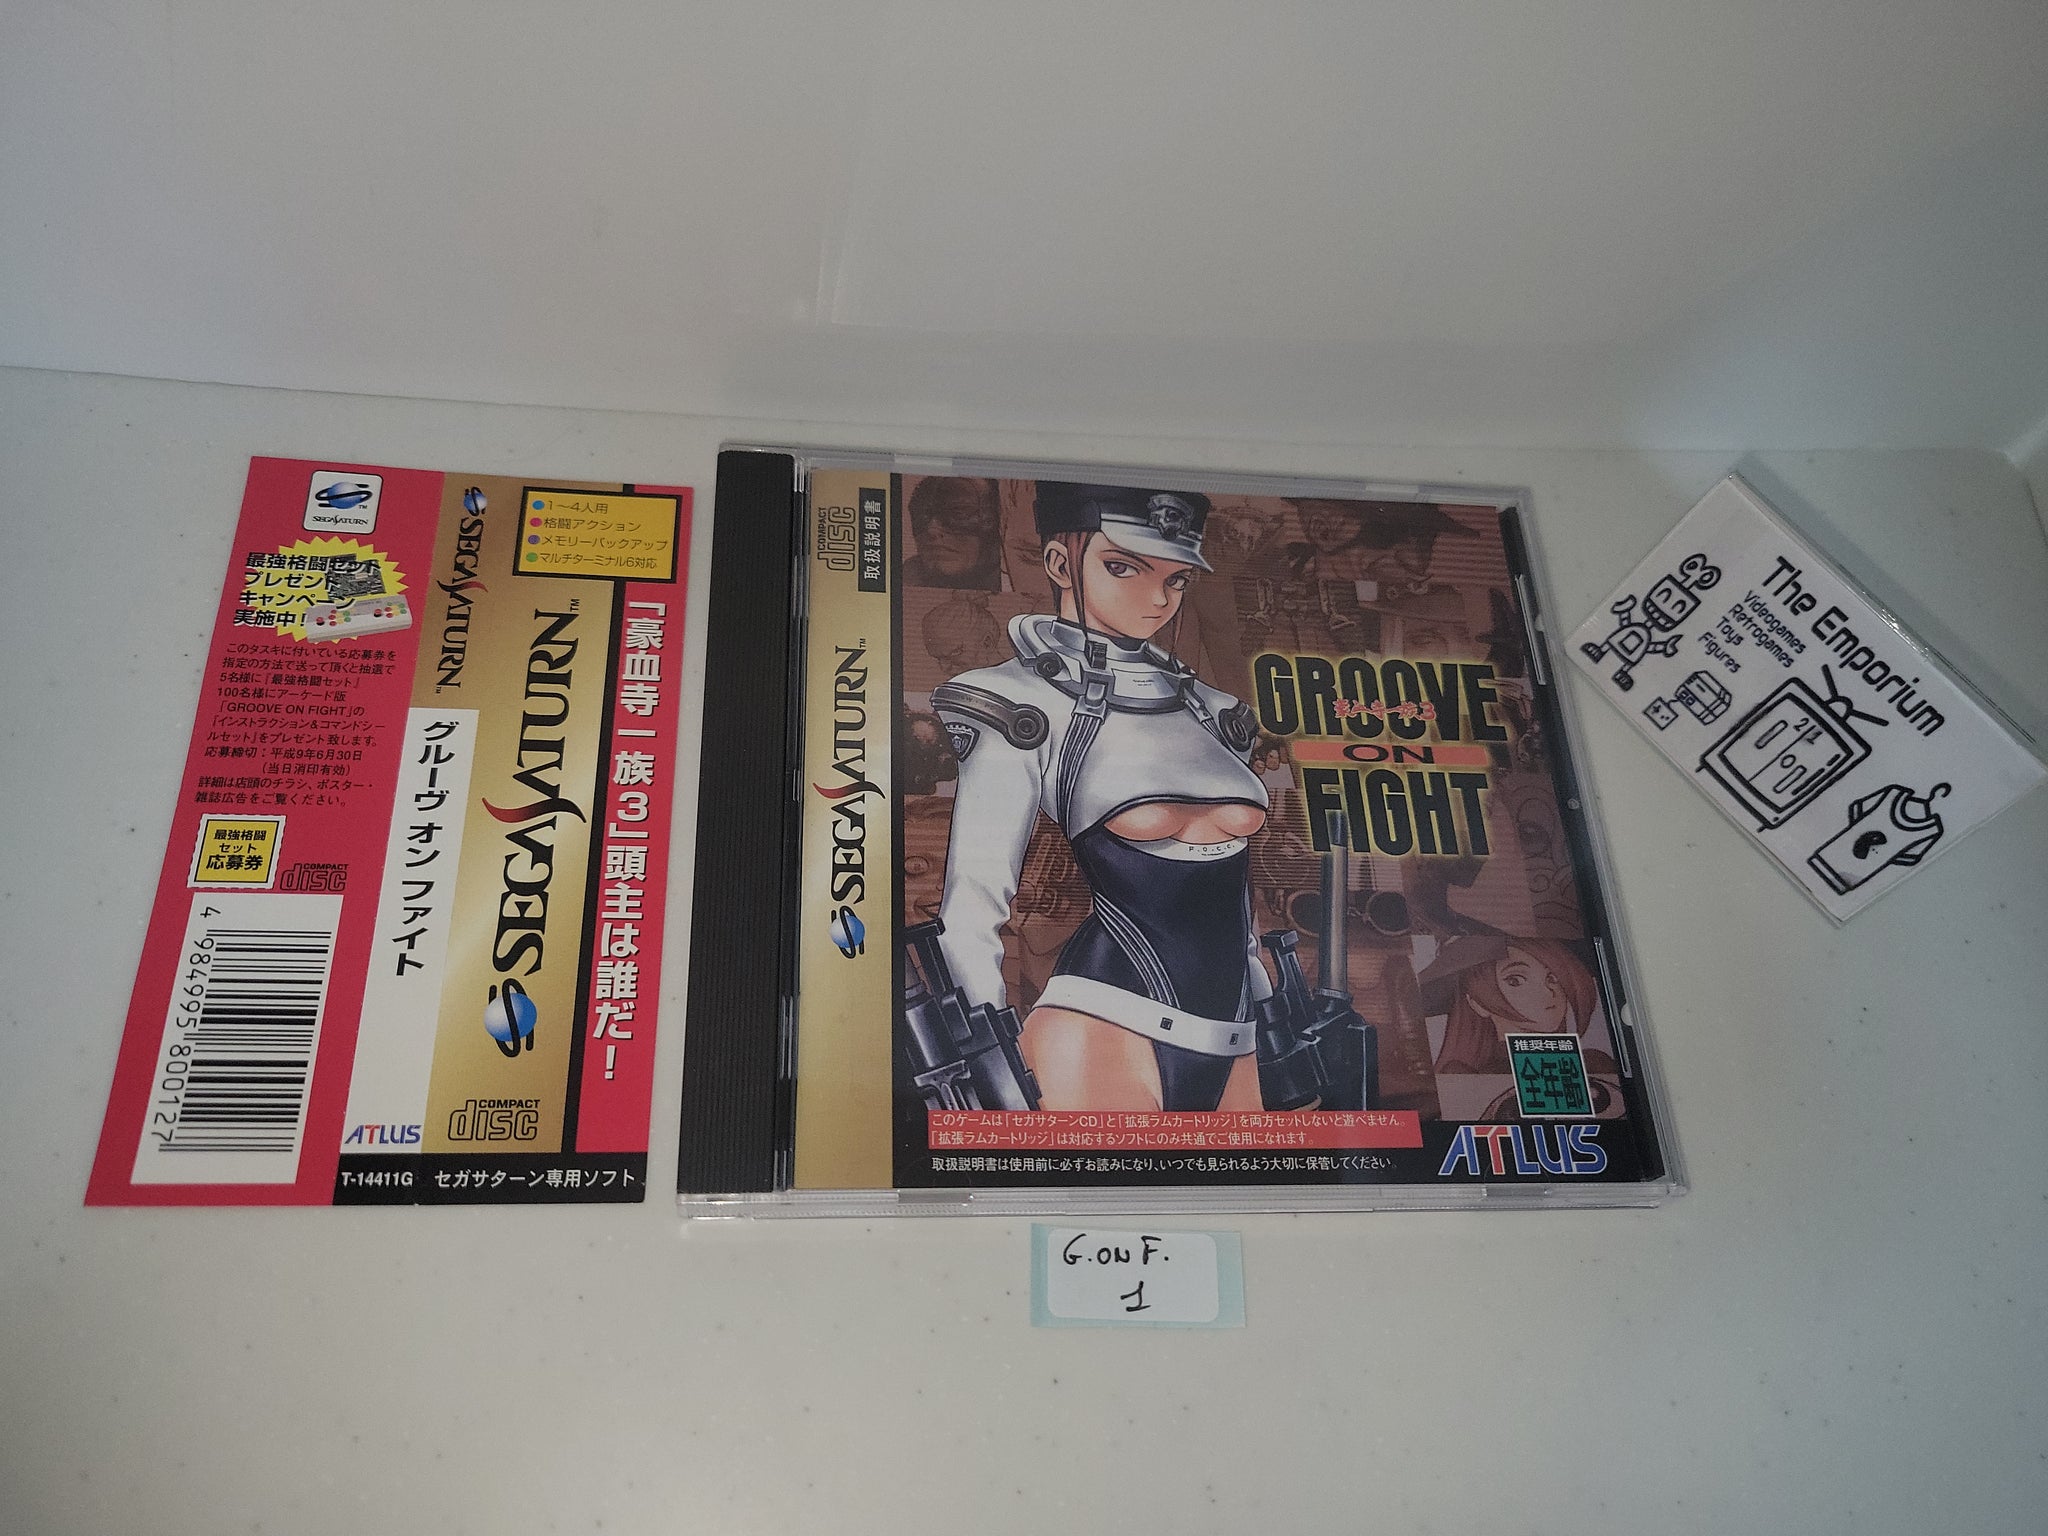 SEGA SATURN™
最強格闘セット
プレゼント
キャンペーン
実施中!
このタスキに付いている応募券を
指定の方法で送って頂くと抽選で
5名様に「最強格闘セット」
100名様にアーケード版
「GROOVE ON FIGHT」の
『インストラクション&コマンドシー
ルセット』をプレゼント致します。
応募締切:平成9年6月30日
(当日消印有効)
詳細は店頭のチラシ、ポスター・
雑誌広告をご覧ください。
最強格闘
セット
応募券
COMPACT
disc
4 984995 800127
SEGA SATURN™
グルーヴ オン ファイト
ATLUS
T-14411G
セガサターン専用ソフト
1〜4人用
格闘アクション
メモリーバックアップ
マルチターミナル6対応
SEGA SATURN™
COMPACT
disc
「豪血寺一族3」頭主は誰だ!
COMPACT
disc
取扱説明書
SEGA SATURN™
GROOVE
豪血寺一族3
ON
FIGHT
F.O.C.C.
推奨年齢
全年齢
このゲームは「セガサターンCD」と「拡張ラムカートリッジ」を両方セットしないと遊べません。
「拡張ラムカートリッジ」は対応するソフトにのみ共通でご使用になれます。
取扱説明書は使用前に必ずお読みになり、いつでも見られるよう大切に保管してください。
ATLUS
The Emporium
Videogames
Retrogames
Toys
Figures
G.ON F.
1